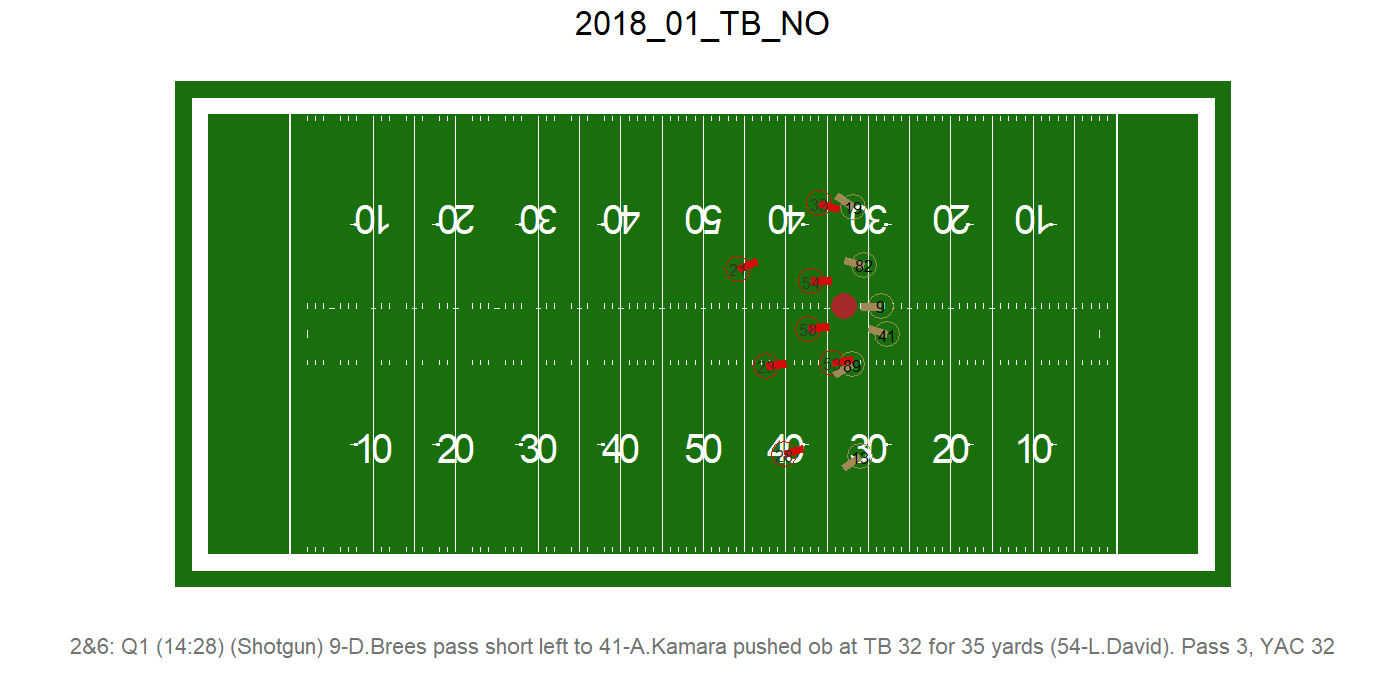 2018_01_TB_NO
10 20 30 40 50 40 30 20 10
33 19
82
54
9
58
41
23
89
10 20 30 40 50 40 30 20 10
13
2&6: Q1 (14:28) (Shotgun) 9-D.Brees pass short left to 41-A.Kamara pushed ob at TB 32 for 35 yards (54-L.David). Pass 3, YAC 32